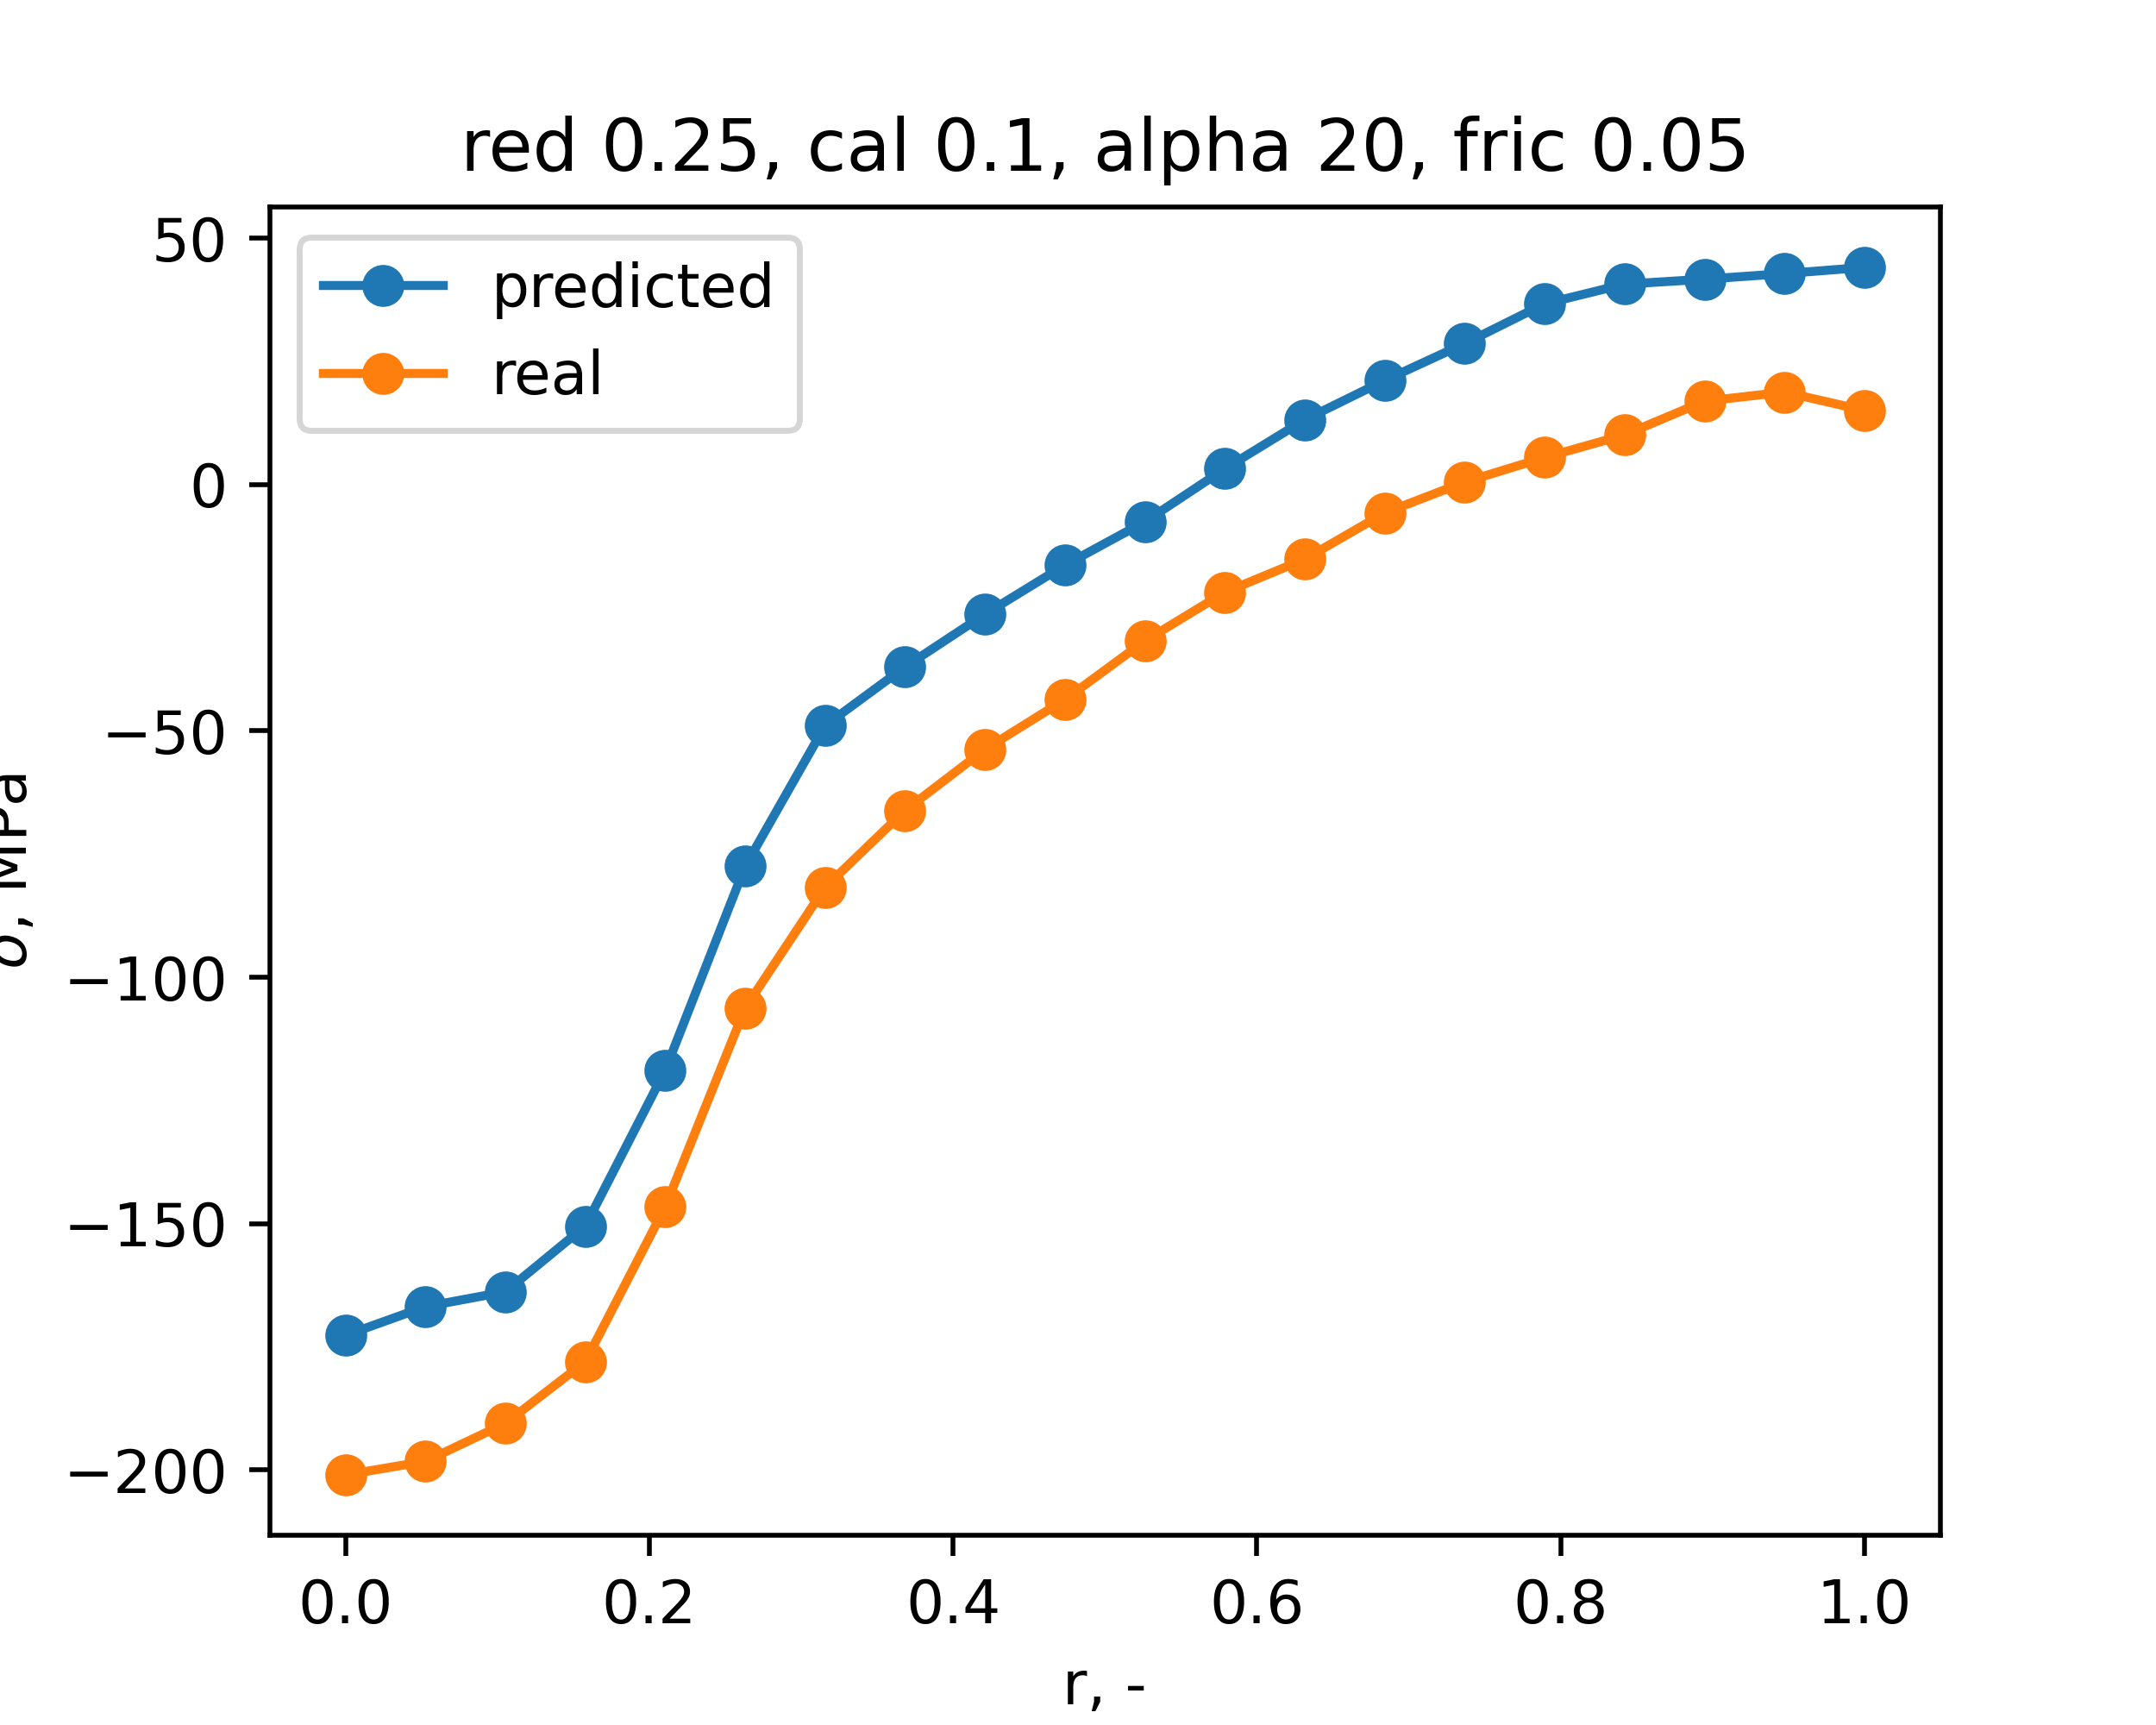 red 0.25, cal 0.1, alpha 20, fric 0.05
predicted
real
50
0
−50
−100
−150
−200
σ, MPa
0.0 0.2 0.4 0.6 0.8 1.0
r, -